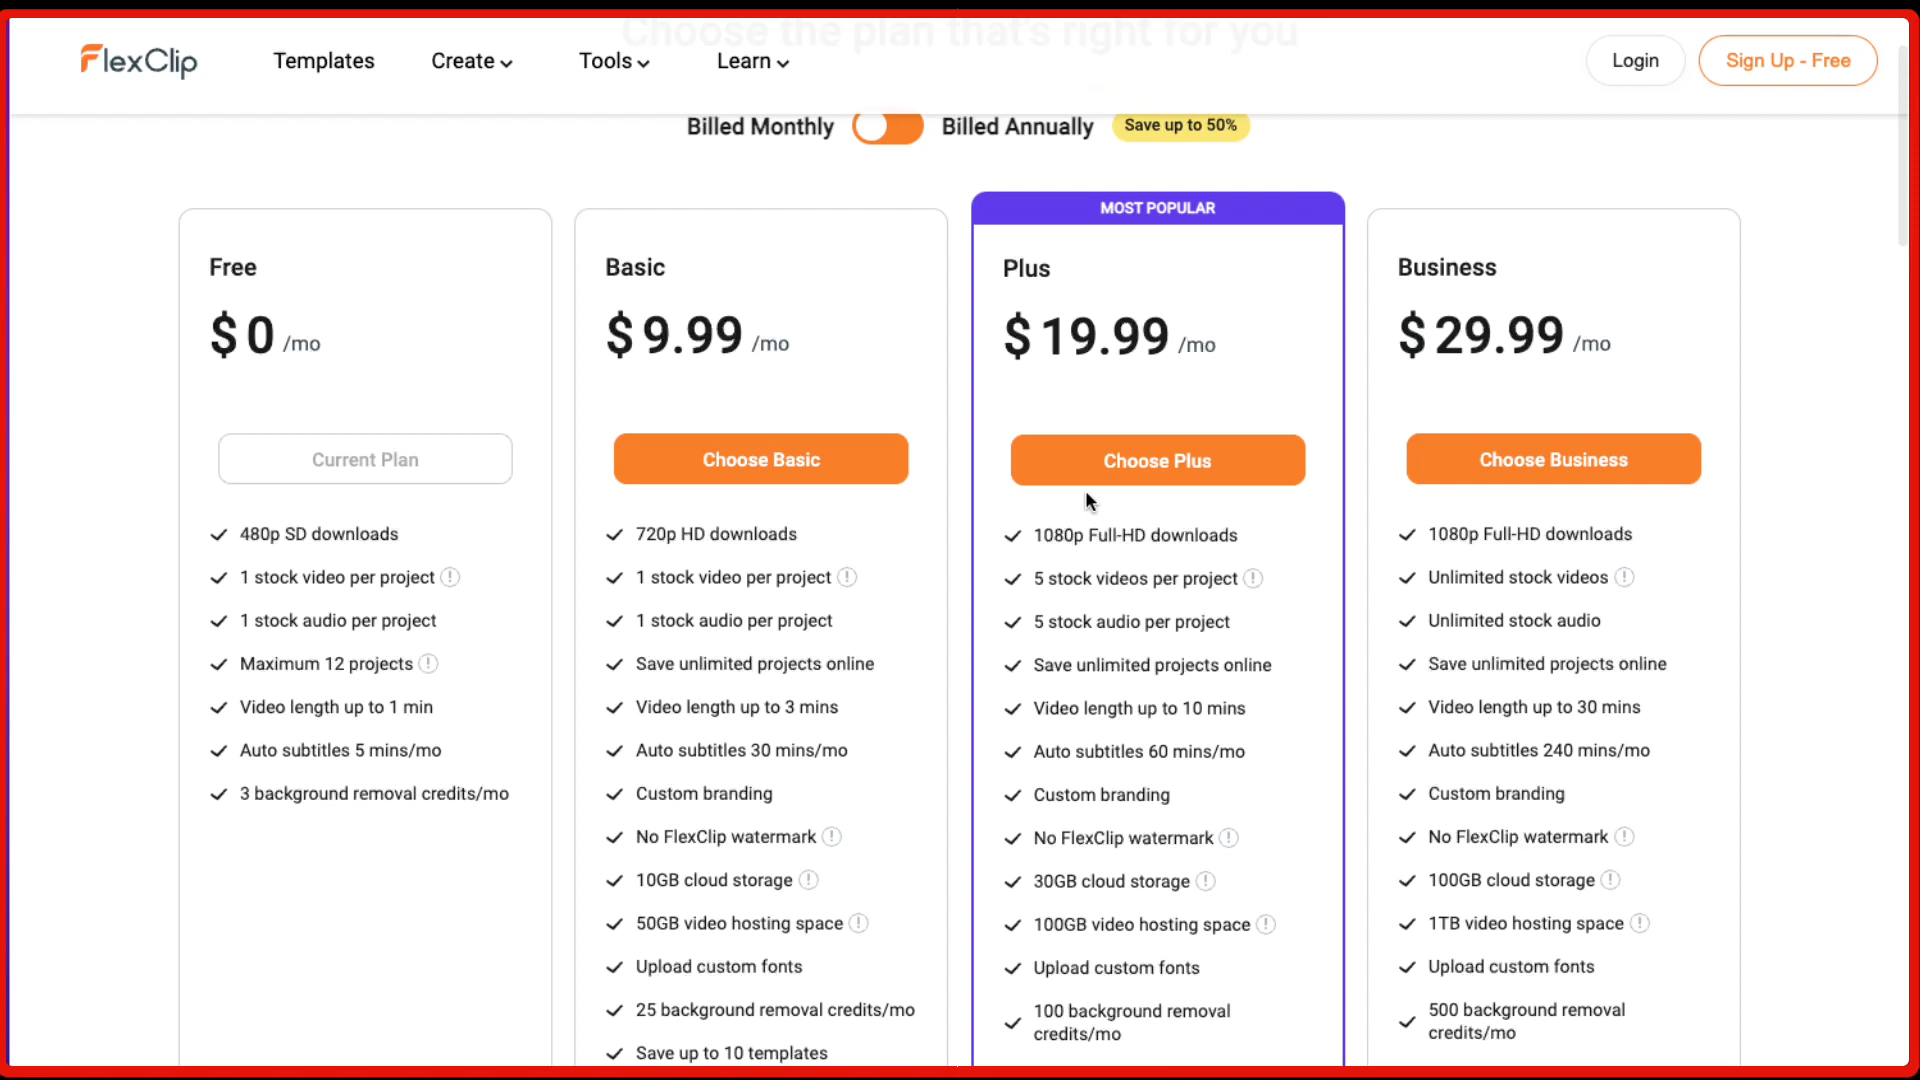 Choose the plan that's right for you
FlexClip
Templates
Create
Tools
Learn
Login
Sign Up - Free
Billed Monthly
Billed Annually
Save up to 50%
Free
$0 /mo
Current Plan
480p SD downloads
1 stock video per project
1 stock audio per project
Maximum 12 projects
Video length up to 1 min
Auto subtitles 5 mins/mo
3 background removal credits/mo
Basic
$9.99 /mo
Choose Basic
720p HD downloads
1 stock video per project
1 stock audio per project
Save unlimited projects online
Video length up to 3 mins
Auto subtitles 30 mins/mo
Custom branding
No FlexClip watermark
10GB cloud storage
50GB video hosting space
Upload custom fonts
25 background removal credits/mo
Save up to 10 templates
MOST POPULAR
Plus
$19.99 /mo
Choose Plus
1080p Full-HD downloads
5 stock videos per project
5 stock audio per project
Save unlimited projects online
Video length up to 10 mins
Auto subtitles 60 mins/mo
Custom branding
No FlexClip watermark
30GB cloud storage
100GB video hosting space
Upload custom fonts
100 background removal
credits/mo
Business
$29.99 /mo
Choose Business
1080p Full-HD downloads
Unlimited stock videos
Unlimited stock audio
Save unlimited projects online
Video length up to 30 mins
Auto subtitles 240 mins/mo
Custom branding
No FlexClip watermark
100GB cloud storage
1TB video hosting space
Upload custom fonts
500 background removal
credits/mo